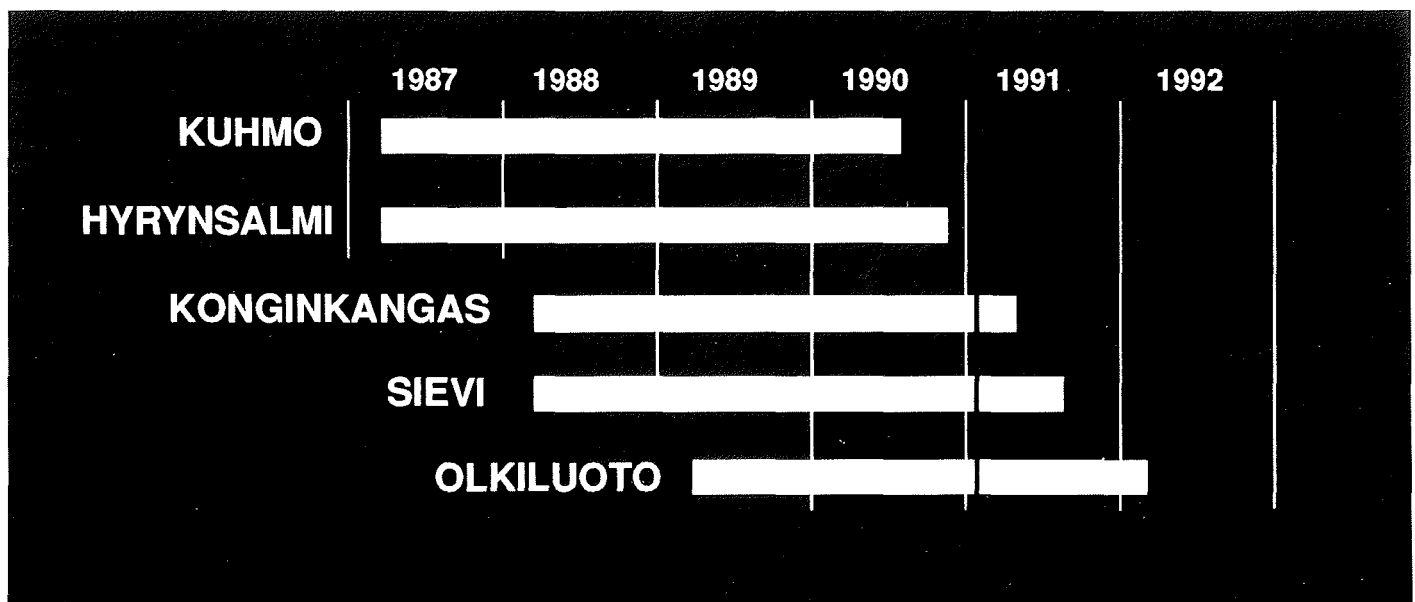 1987 1988 1989 1990 1991 1992
KUHMO
HYRYNSALMI
KONGINKANGAS
SIEVI
OLKILUOTO